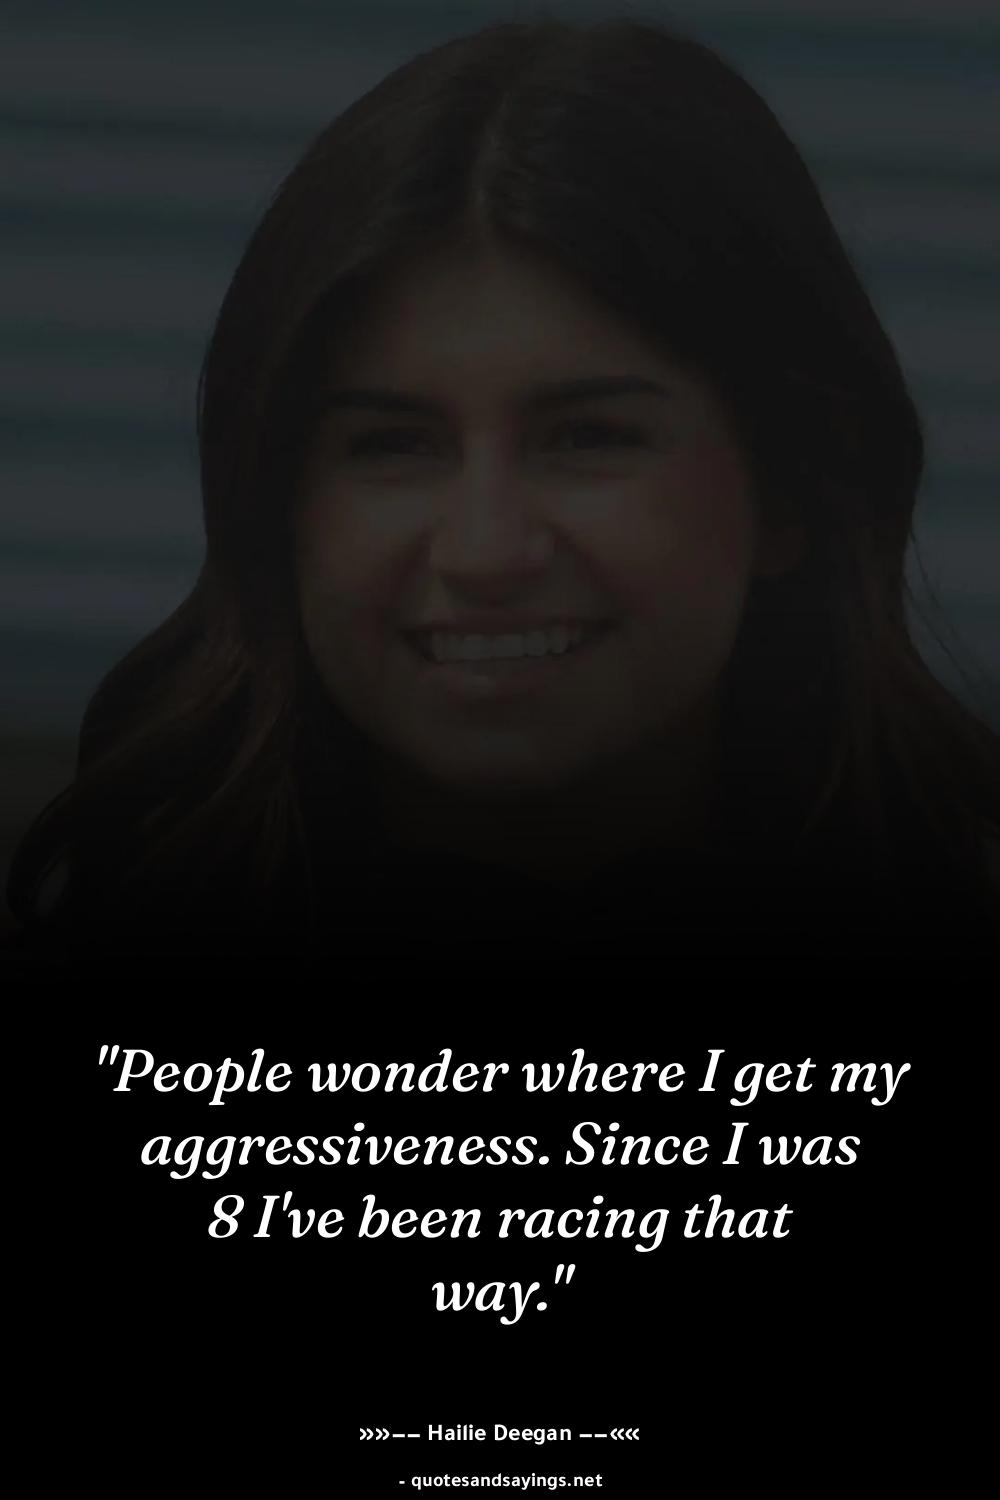 "People wonder where I get my
aggressiveness. Since I was
8 I've been racing that
way."
»»–– Hailie Deegan ––««
- quotesandsayings.net